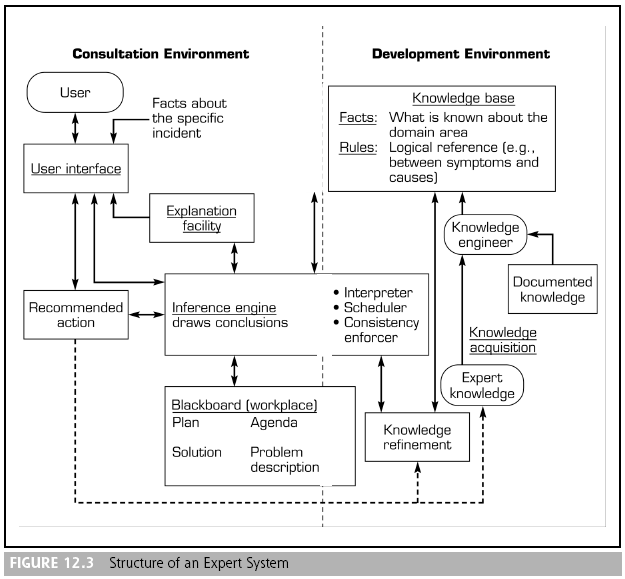 Consultation Environment
Development Environment
User
Facts about
the specific
incident
User interface
Explanation
facility
Recommended
action
Inference engine
draws conclusions
• Interpreter
• Scheduler
• Consistency
enforcer
Blackboard (workplace)
Plan Agenda
Solution Problem
description
Knowledge base
Facts: What is known about the
domain area
Rules: Logical reference (e.g.,
between symptoms and
causes)
Knowledge
engineer
Documented
knowledge
Knowledge
acquisition
Expert
knowledge
Knowledge
refinement
FIGURE 12.3 Structure of an Expert System